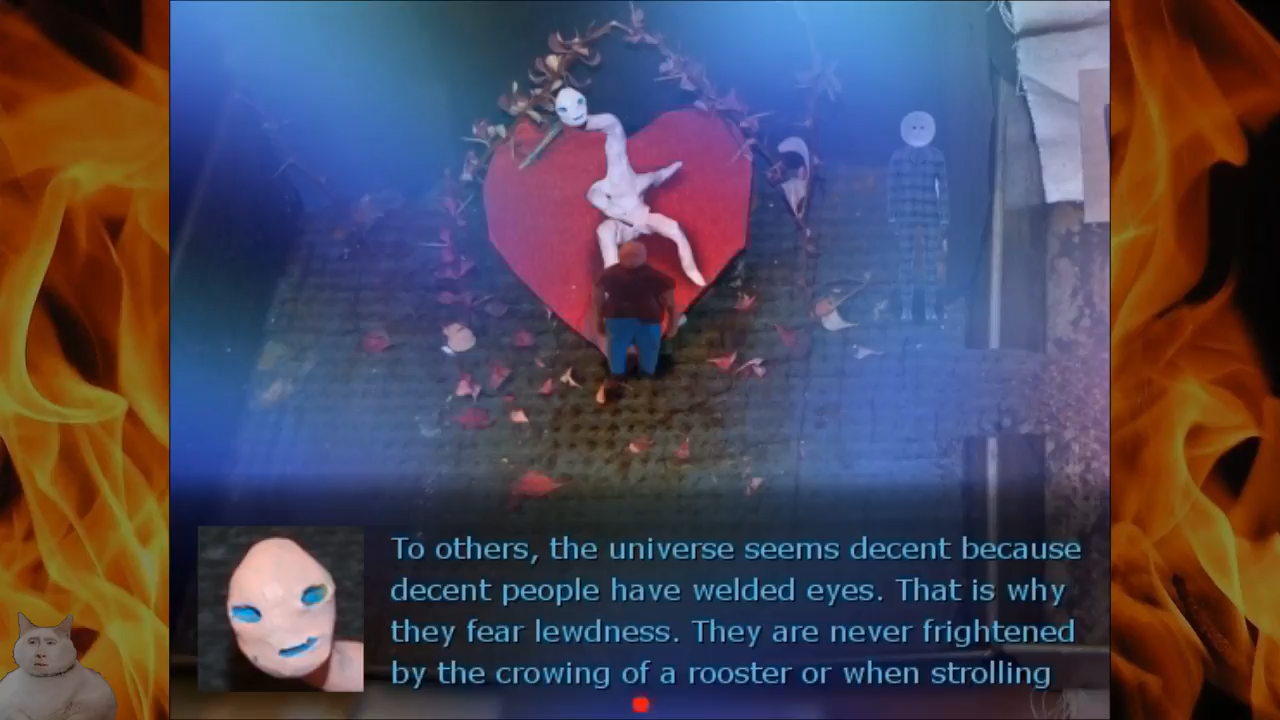 To others, the universe seems decent because
decent people have welded eyes. That is why
they fear lewdness. They are never frightened
by the crowing of a rooster or when strolling